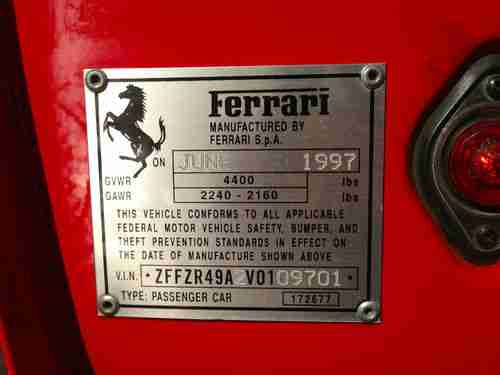 Ferrari
MANUFACTURED BY
FERRARI S.p.A.
ON JUNE 1997
GVWR 4400 lbs
GAWR 2240 - 2160 lbs
THIS VEHICLE CONFORMS TO ALL APPLICABLE
FEDERAL MOTOR VEHICLE SAFETY, BUMPER, AND
THEFT PREVENTION STANDARDS IN EFFECT ON
THE DATE OF MANUFACTURE SHOWN ABOVE
V.I.N. • ZFFZR49A2V0109701 •
TYPE: PASSENGER CAR 172677